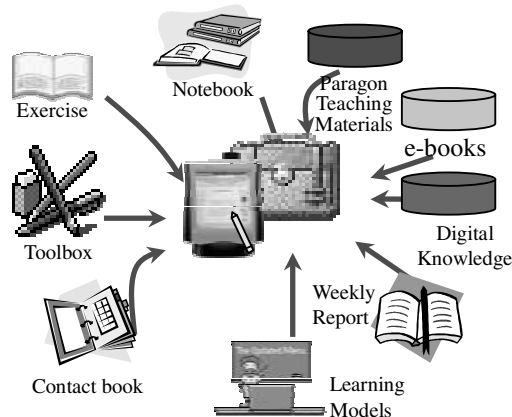 Notebook
Paragon
Teaching
Materials
Exercise
e-books
Toolbox
Digital
Knowledge
Weekly
Report
Contact book
Learning
Models